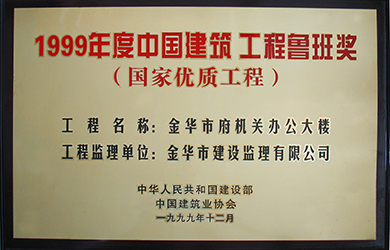 1999年度中国建筑 工程鲁班奖
（国家优质工程）
工 程 名 称：金华市府机关办公大楼
工程监理单位：金华市建设监理有限公司
中华人民共和国建设部
中国建筑业协会
一九九九年十二月